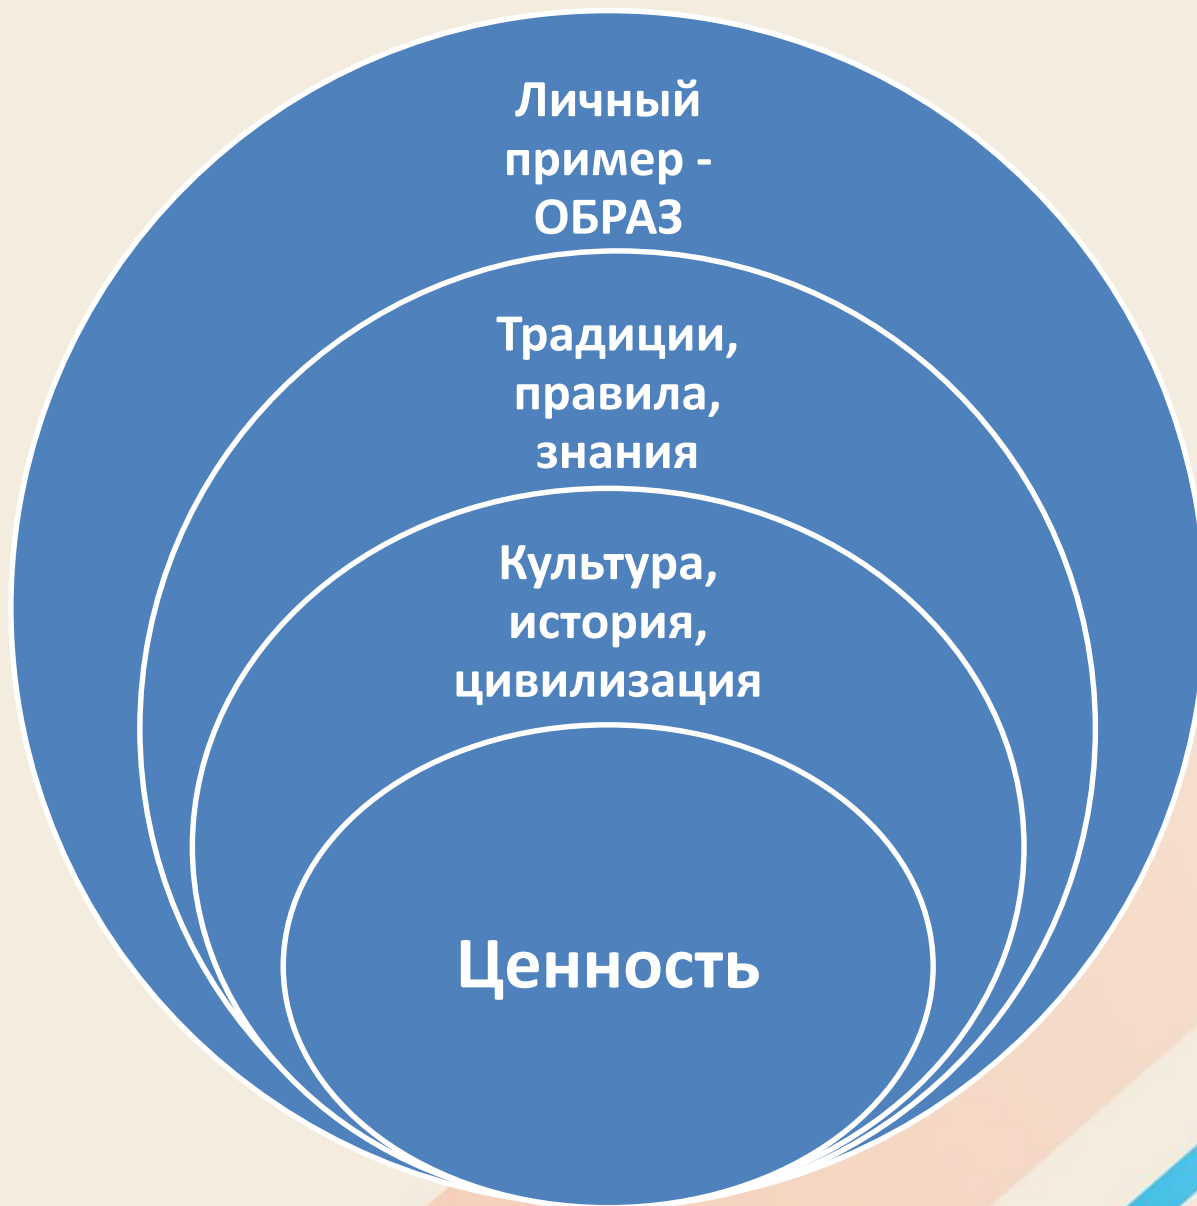 Личный
пример -
ОБРАЗ
Традиции,
правила,
знания
Культура,
история,
цивилизация
Ценность